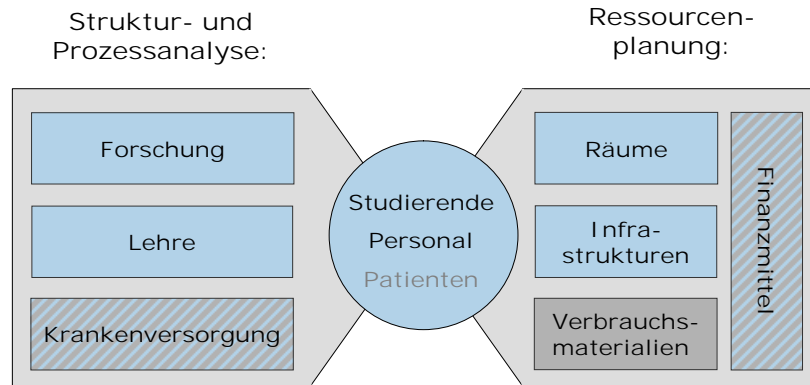 Struktur- und
Prozessanalyse:
Ressourcen-
planung:
Forschung
Lehre
Krankenversorgung
Studierende
Personal
Patienten
Räume
Infra-
strukturen
Verbrauchs-
materialien
Finanzmittel